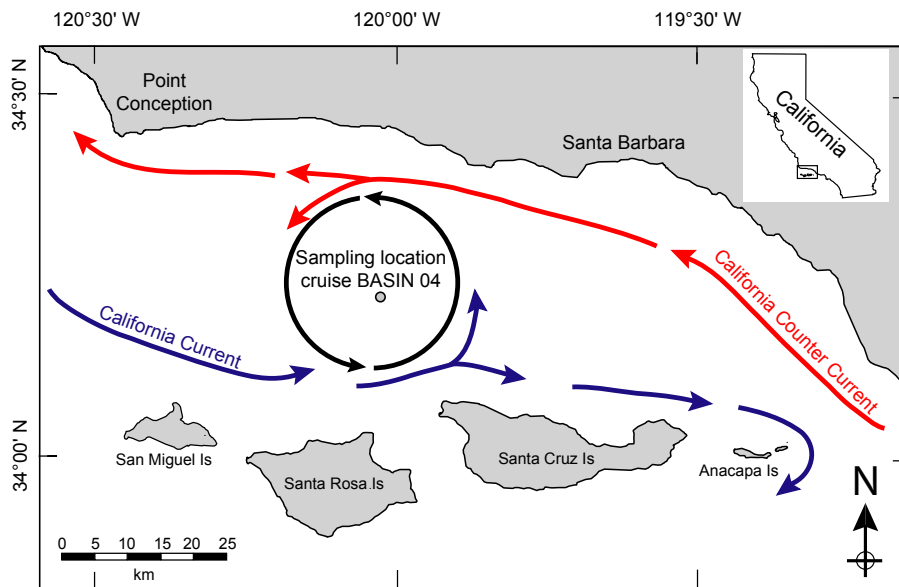 120°30' W
120°00' W
119°30' W
34°30' N
Point
Conception
Santa Barbara
California
Sampling location
cruise BASIN 04
California Current
California Counter Current
34°00' N
San Miguel Is
Santa Rosa.Is
Santa Cruz Is
Anacapa Is
N
0 5 10 15 20 25
km